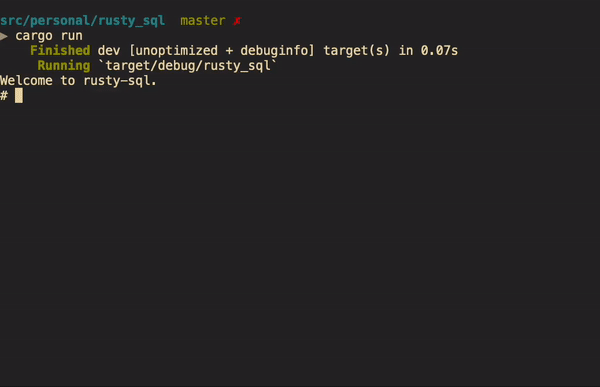 src/personal/rusty_sql  master ✗
▶ cargo run
    Finished dev [unoptimized + debuginfo] target(s) in 0.07s
     Running `target/debug/rusty_sql`
Welcome to rusty-sql.
#